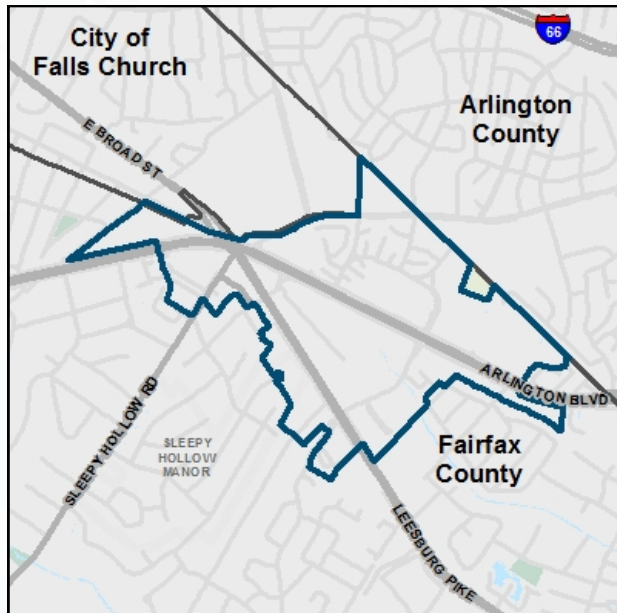 City of
Falls Church
66
Arlington
County
E BROAD ST
ARLINGTON BLVD
SLEEPY HOLLOW RD
SLEEPY
HOLLOW
MANOR
Fairfax
County
LEESBURG PIKE